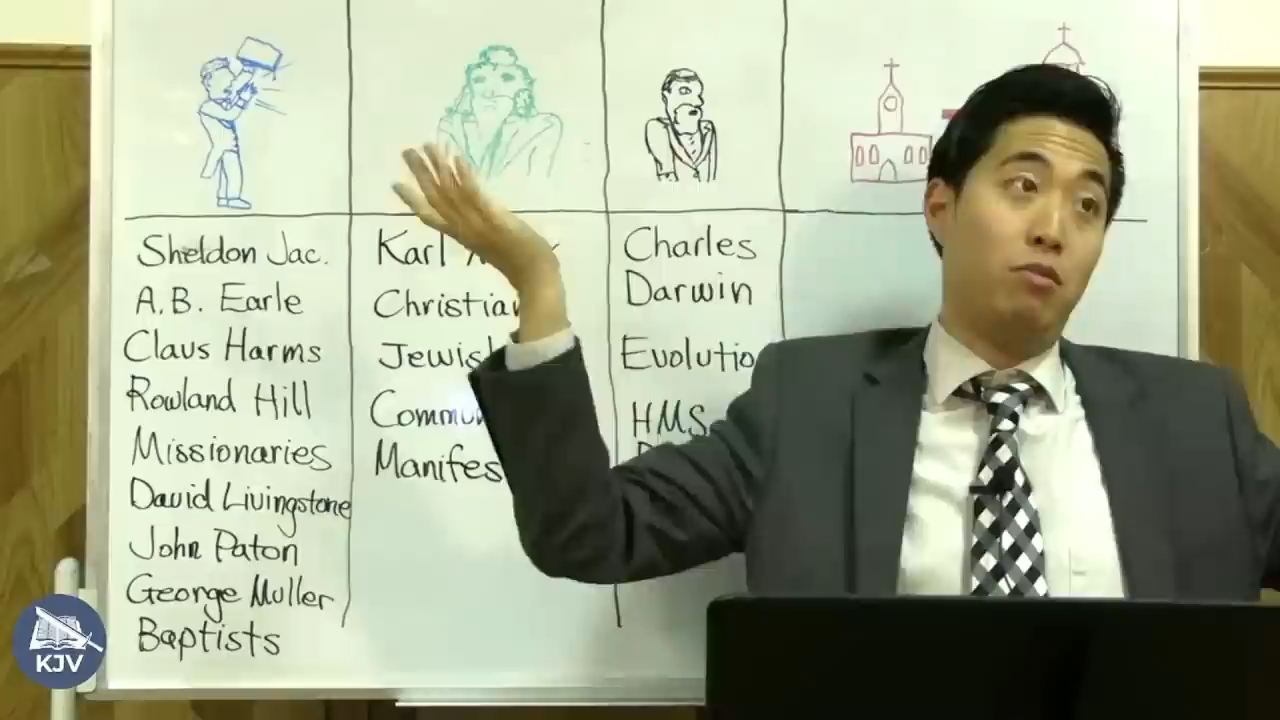 Sheldon Jac.
A.B. Earle
Claus Harms
Rowland Hill
Missionaries
David Livingstone
John Paton
George Muller
Baptists
Karl
Christian
Jewish
Commun
Manifes
Charles
Darwin
Evolutio
HMS
KJV